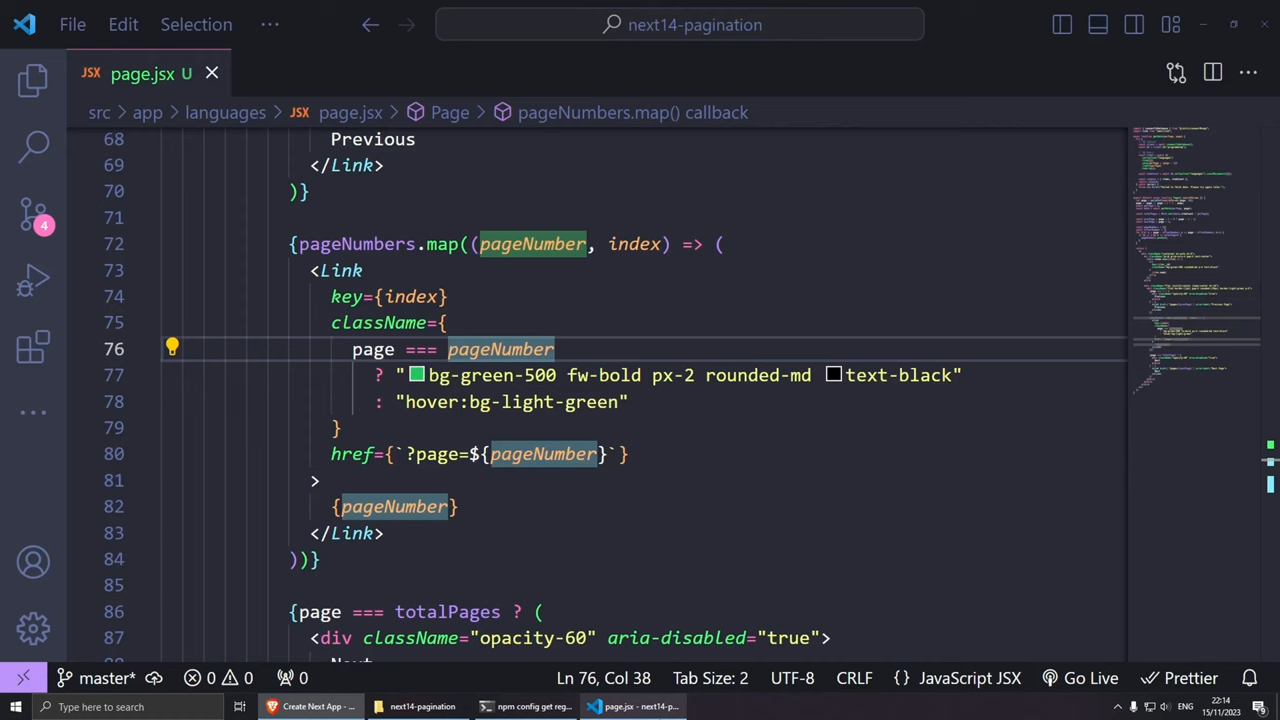 File Edit Selection ··· next14-pagination
JSX page.jsx U
src > app > languages > JSX page.jsx > Page > pageNumbers.map() callback
68 Previous
69 </Link>
70 )}
71
72 {pageNumbers.map((pageNumber, index) => (
73 <Link
74 key={index}
75 className={
76 page === pageNumber
77 ? "bg-green-500 fw-bold px-2 rounded-md text-black"
78 : "hover:bg-light-green"
79 }
80 href={`?page=${pageNumber}`}
81 >
82 {pageNumber}
83 </Link>
84 ))}
85
86 {page === totalPages ? (
87 <div className="opacity-60" aria-disabled="true">
88 Next
4
master* 0 0 0 Ln 76, Col 38 Tab Size: 2 UTF-8 CRLF {} JavaScript JSX Go Live Prettier
Type here to search Create Next App - ... next14-pagination npm config get reg... page.jsx - next14-p...
22:14
15/11/2023